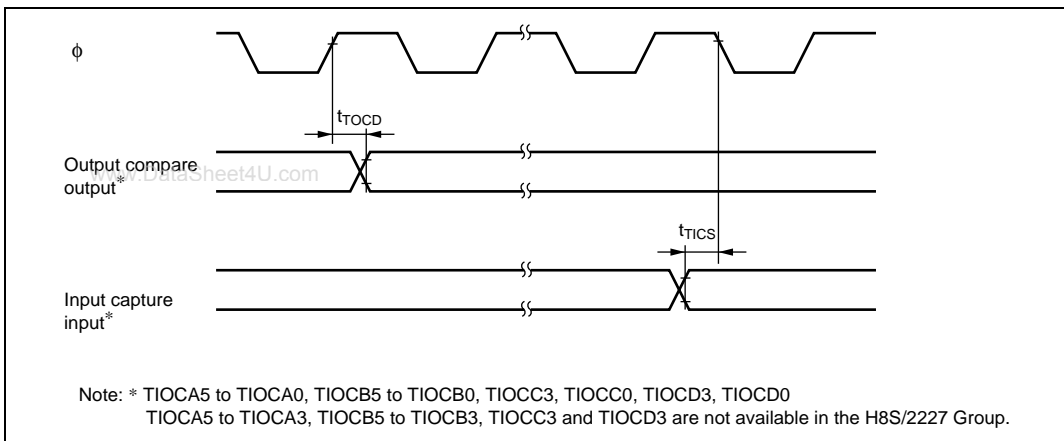 ϕ
tTOCD
Output compare
output*
www.DataSheet4U.com
tTICS
Input capture
input*
Note: * TIOCA5 to TIOCA0, TIOCB5 to TIOCB0, TIOCC3, TIOCC0, TIOCD3, TIOCD0
TIOCA5 to TIOCA3, TIOCB5 to TIOCB3, TIOCC3 and TIOCD3 are not available in the H8S/2227 Group.